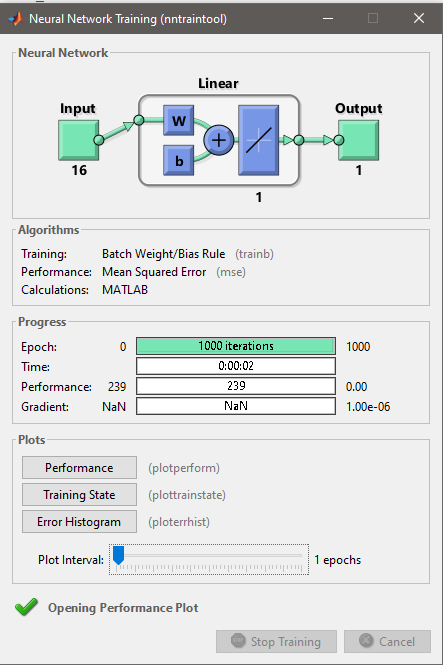 Neural Network Training (nntraintool)
Neural Network
Linear
Input
Output
W
b
+
16
1
1
Algorithms
Training: Batch Weight/Bias Rule (trainb)
Performance: Mean Squared Error (mse)
Calculations: MATLAB
Progress
Epoch: 0 1000 iterations 1000
Time: 0:00:02
Performance: 239 239 0.00
Gradient: NaN NaN 1.00e-06
Plots
Performance (plotperform)
Training State (plottrainstate)
Error Histogram (ploterrhist)
Plot Interval: 1 epochs
Opening Performance Plot
Stop Training Cancel